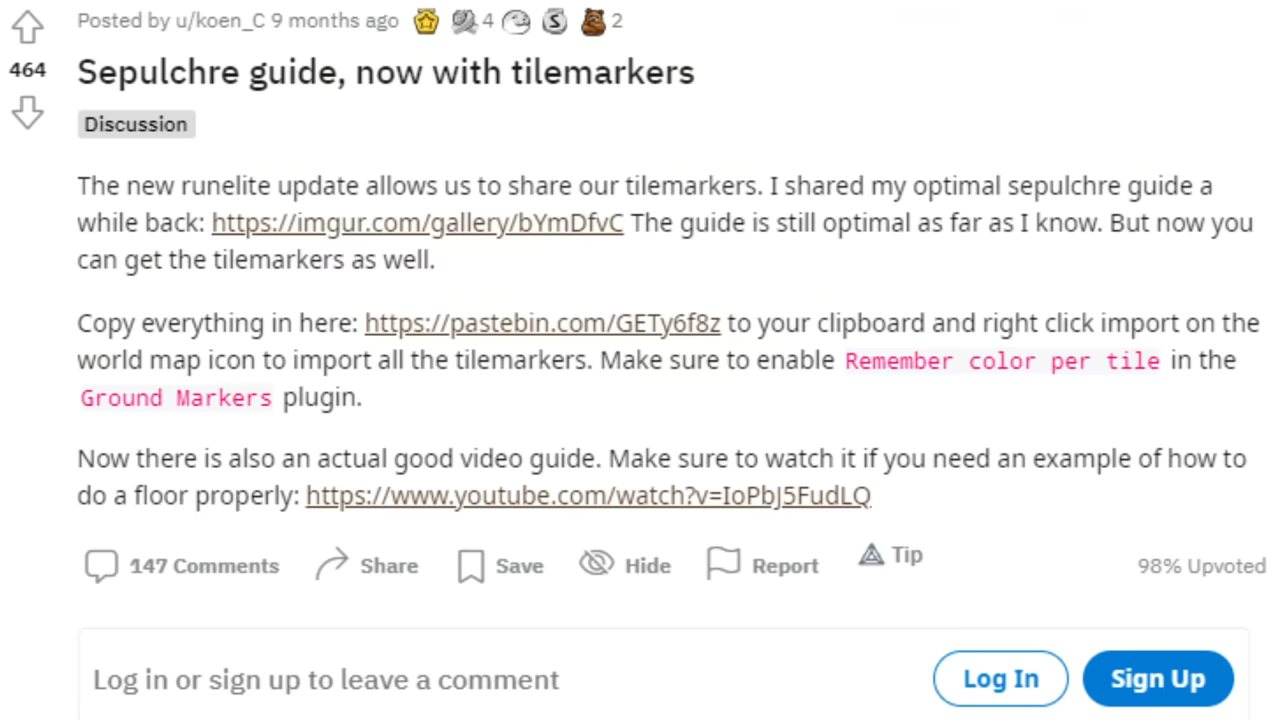 Posted by u/koen_C 9 months ago 4 2
464
Sepulchre guide, now with tilemarkers
Discussion
The new runelite update allows us to share our tilemarkers. I shared my optimal sepulchre guide a
while back: https://imgur.com/gallery/bYmDfvC The guide is still optimal as far as I know. But now you
can get the tilemarkers as well.
Copy everything in here: https://pastebin.com/GETy6f8z to your clipboard and right click import on the
world map icon to import all the tilemarkers. Make sure to enable Remember color per tile in the
Ground Markers plugin.
Now there is also an actual good video guide. Make sure to watch it if you need an example of how to
do a floor properly: https://www.youtube.com/watch?v=IoPbJ5FudLQ
147 Comments Share Save Hide Report Tip 98% Upvoted
Log in or sign up to leave a comment Log In Sign Up